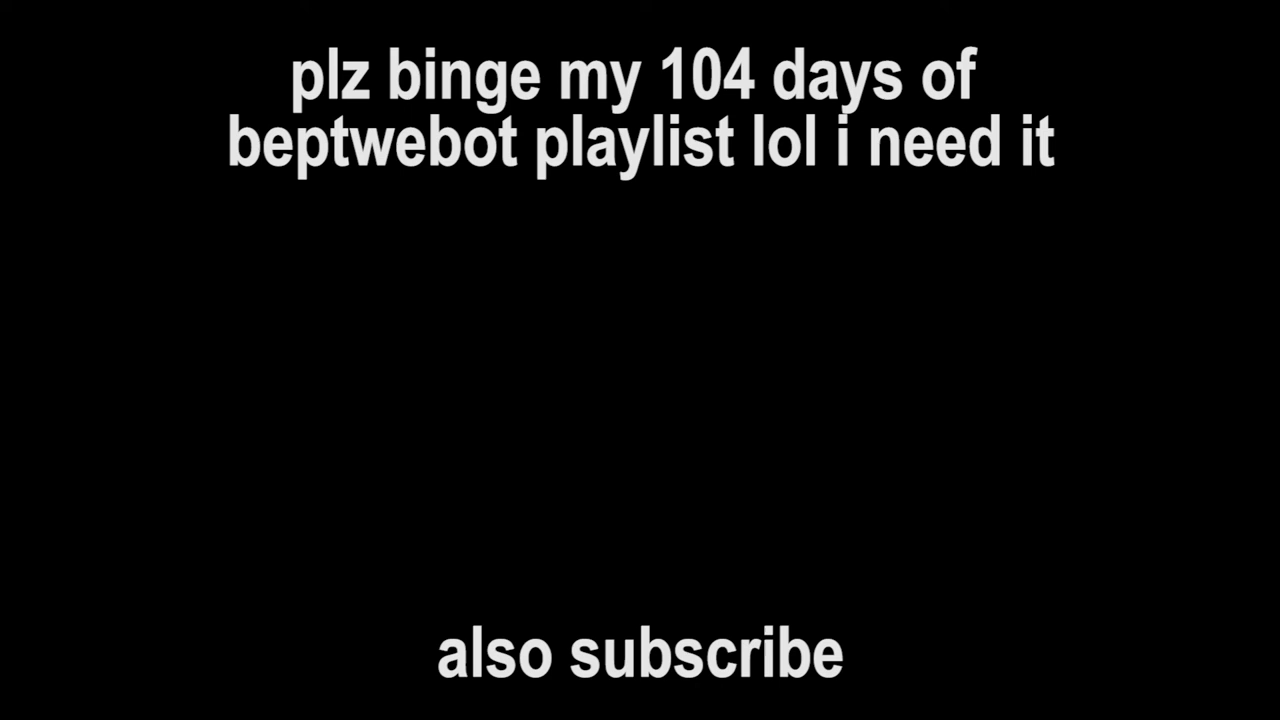 plz binge my 104 days of
beptwebot playlist lol i need it
also subscribe